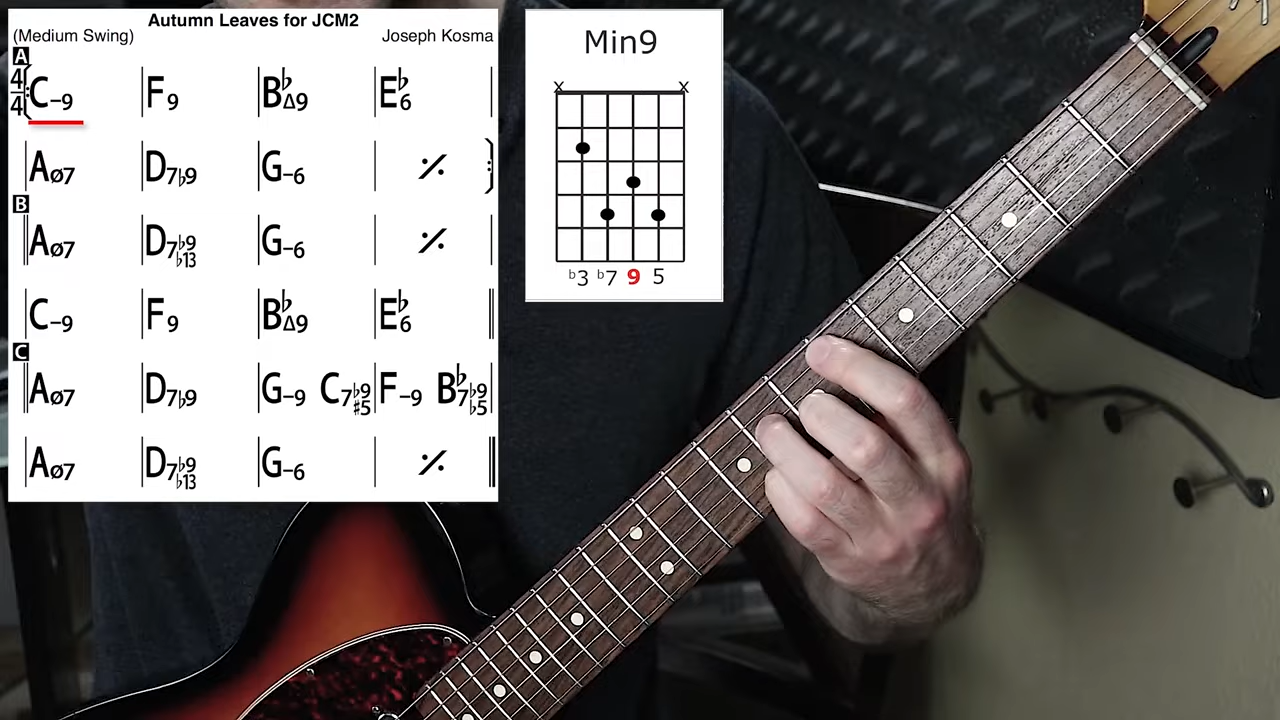 Autumn Leaves for JCM2
(Medium Swing) Joseph Kosma
A
4/4 C-9 F9 B♭Δ9 E♭6
Aø7 D7♭9 G-6 𝄎
B
Aø7 D7♭9♭13 G-6 𝄎
C-9 F9 B♭Δ9 E♭6
C
Aø7 D7♭9 G-9 C7♭9♯5 F-9 B♭7♭9♭5
Aø7 D7♭9♭13 G-6 𝄎
Min9
x x
♭3 ♭7 9 5